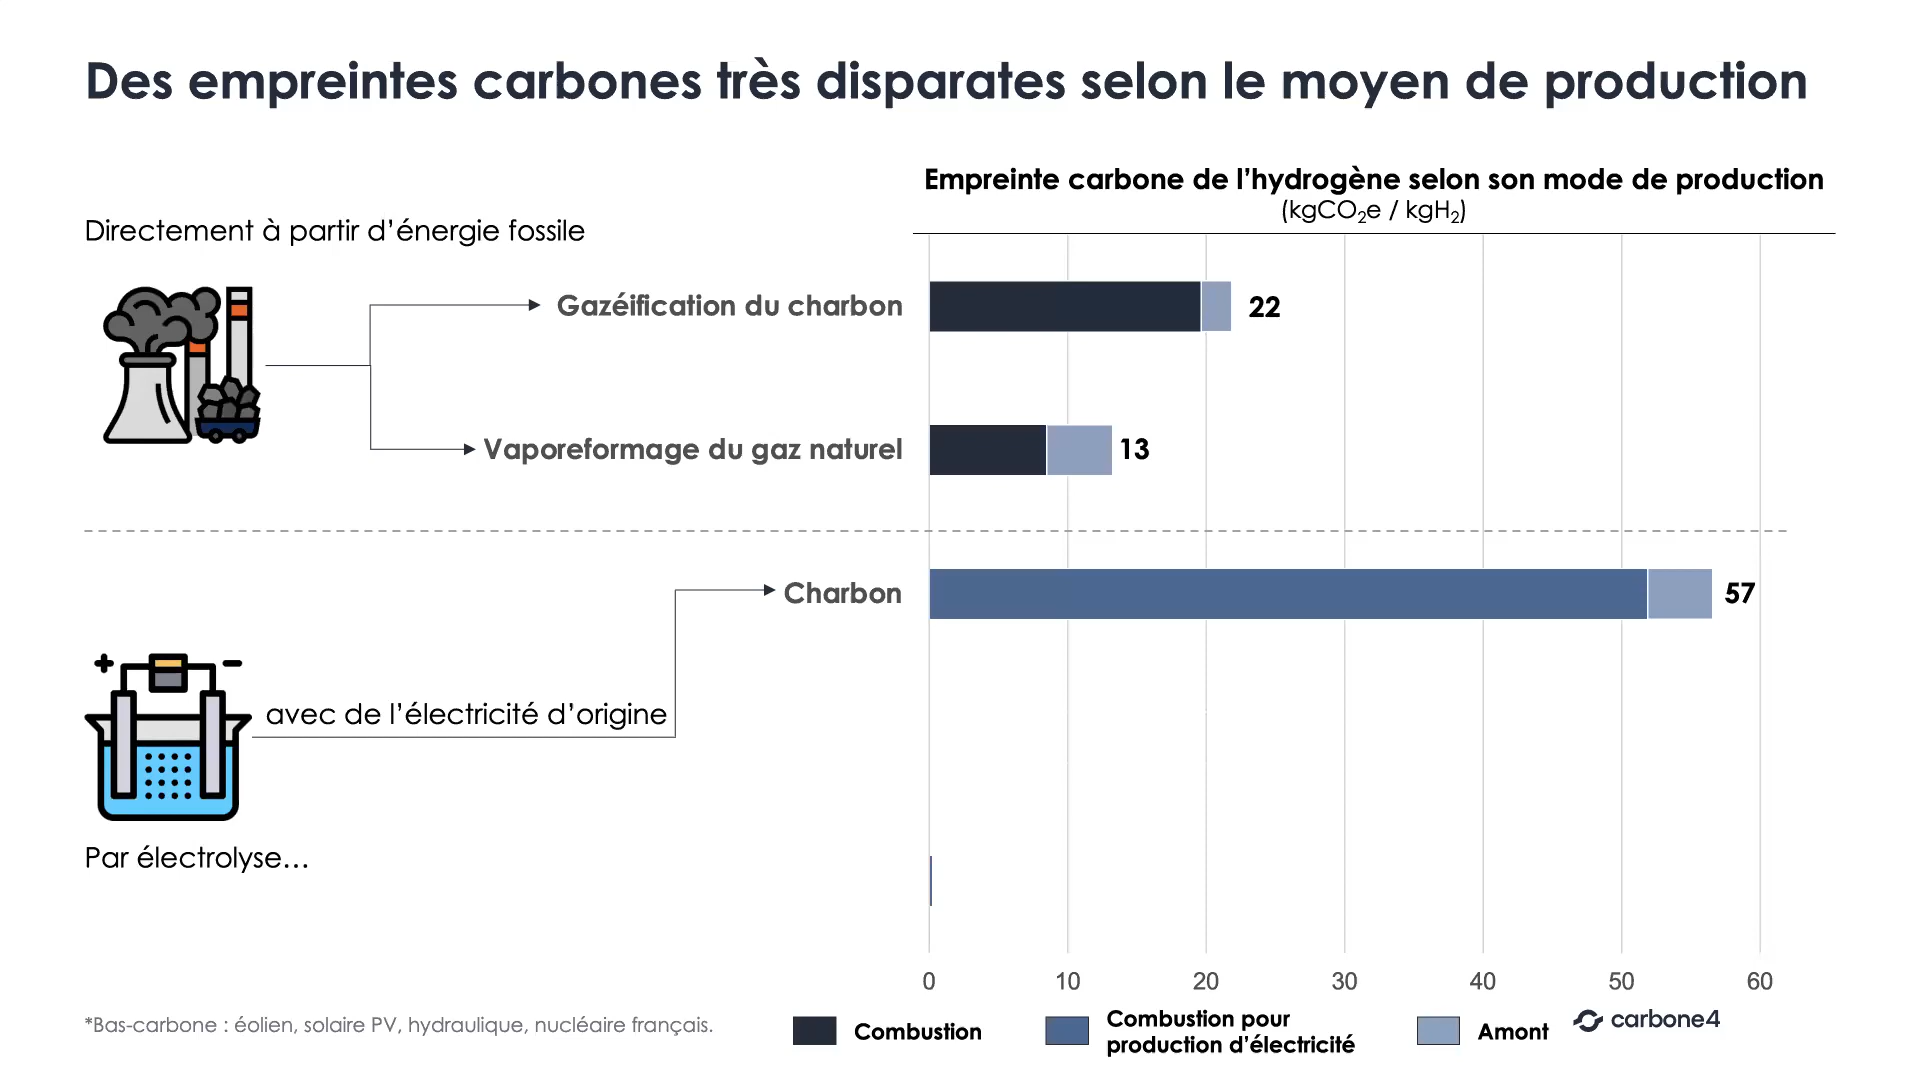 Des empreintes carbones très disparates selon le moyen de production
Empreinte carbone de l’hydrogène selon son mode de production
(kgCO₂e / kgH₂)
Directement à partir d’énergie fossile
Gazéification du charbon
22
Vaporeformage du gaz naturel
13
Charbon
57
+ –
avec de l’électricité d’origine
Par électrolyse…
0 10 20 30 40 50 60
*Bas-carbone : éolien, solaire PV, hydraulique, nucléaire français.
Combustion
Combustion pour
production d’électricité
Amont
carbone4